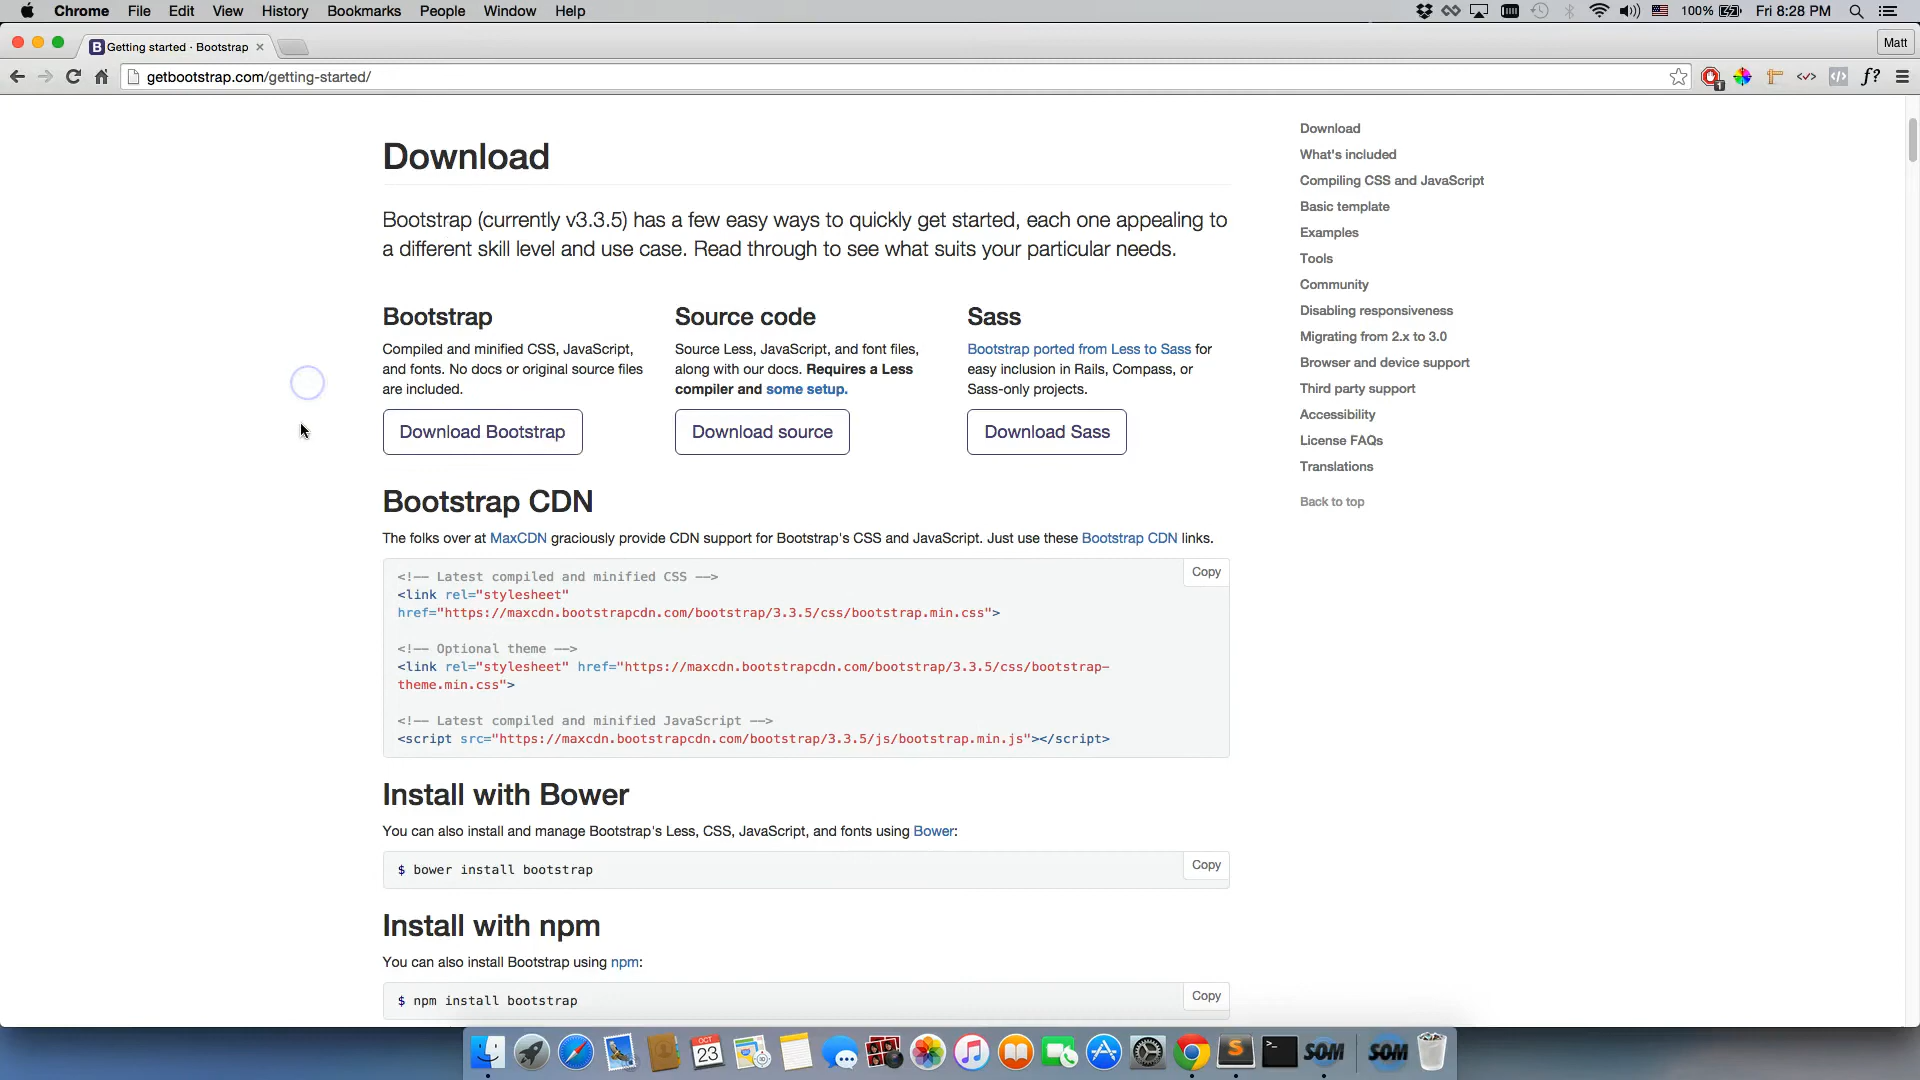 Chrome File Edit View History Bookmarks People Window Help 100% Fri 8:28 PM
Getting started · Bootstrap Matt
getbootstrap.com/getting-started/ f?
Download
Bootstrap (currently v3.3.5) has a few easy ways to quickly get started, each one appealing to
a different skill level and use case. Read through to see what suits your particular needs.
Bootstrap
Compiled and minified CSS, JavaScript,
and fonts. No docs or original source files
are included.
Download Bootstrap
Source code
Source Less, JavaScript, and font files,
along with our docs. Requires a Less
compiler and some setup.
Download source
Sass
Bootstrap ported from Less to Sass for
easy inclusion in Rails, Compass, or
Sass-only projects.
Download Sass
Bootstrap CDN
The folks over at MaxCDN graciously provide CDN support for Bootstrap's CSS and JavaScript. Just use these Bootstrap CDN links.
Copy
<!-- Latest compiled and minified CSS -->
<link rel="stylesheet"
href="https://maxcdn.bootstrapcdn.com/bootstrap/3.3.5/css/bootstrap.min.css">
<!-- Optional theme -->
<link rel="stylesheet" href="https://maxcdn.bootstrapcdn.com/bootstrap/3.3.5/css/bootstrap-
theme.min.css">
<!-- Latest compiled and minified JavaScript -->
<script src="https://maxcdn.bootstrapcdn.com/bootstrap/3.3.5/js/bootstrap.min.js"></script>
Install with Bower
You can also install and manage Bootstrap's Less, CSS, JavaScript, and fonts using Bower:
$ bower install bootstrap
Copy
Install with npm
You can also install Bootstrap using npm:
$ npm install bootstrap
Copy
Download
What's included
Compiling CSS and JavaScript
Basic template
Examples
Tools
Community
Disabling responsiveness
Migrating from 2.x to 3.0
Browser and device support
Third party support
Accessibility
License FAQs
Translations
Back to top
OCT
23
SOM SOM